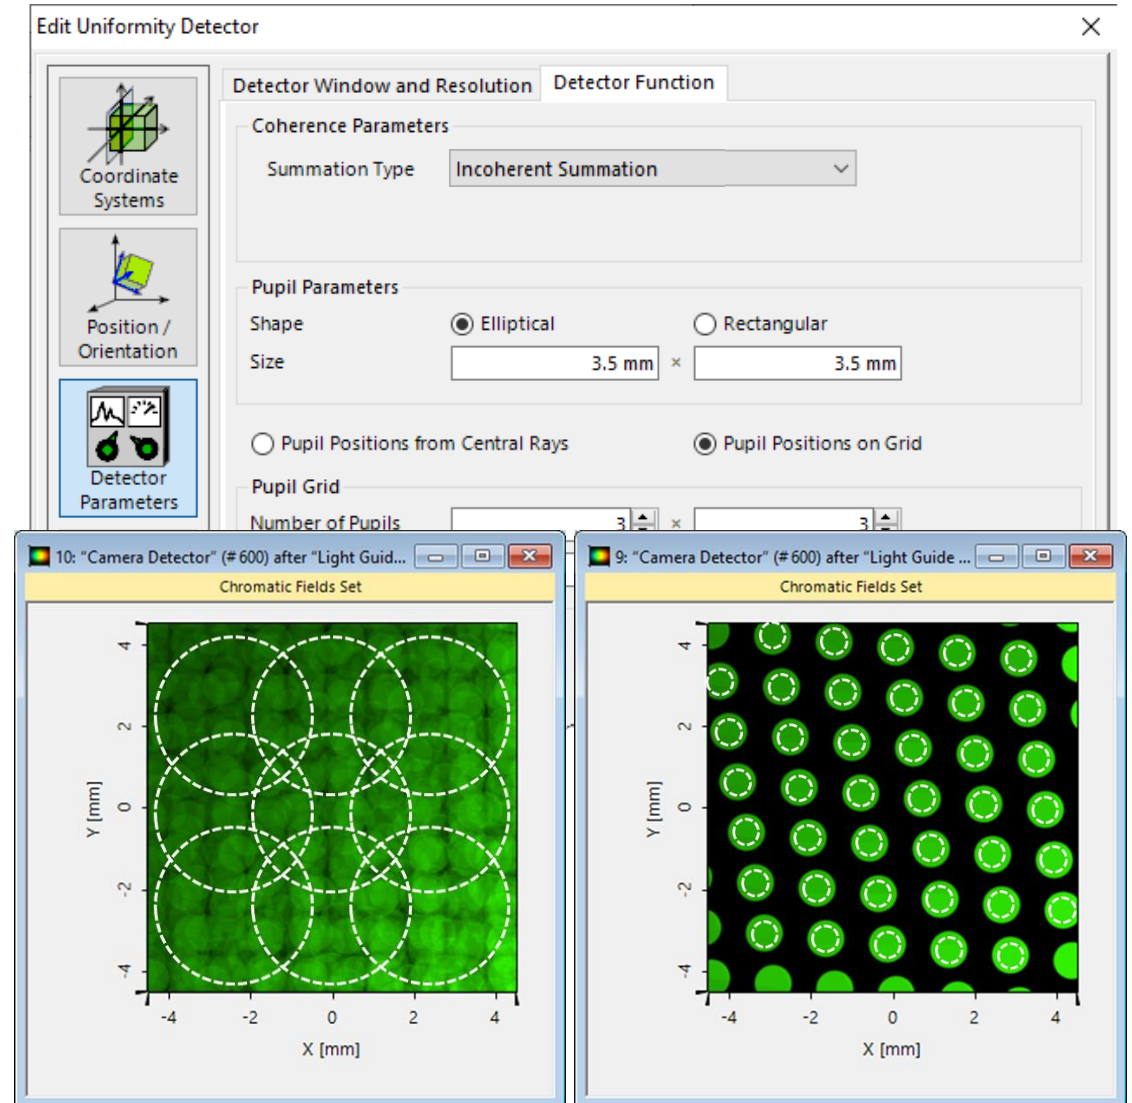 Edit Uniformity Detector
Coordinate
Systems
Position /
Orientation
Detector
Parameters
Detector Window and Resolution
Detector Function
Coherence Parameters
Summation Type
Incoherent Summation
Pupil Parameters
Shape
Elliptical
Rectangular
Size
3.5 mm
×
3.5 mm
Pupil Positions from Central Rays
Pupil Positions on Grid
Pupil Grid
Number of Pupils
3
×
3
10: "Camera Detector" (# 600) after "Light Guid...
Chromatic Fields Set
Y [mm]
4
2
0
-2
-4
-4
-2
0
2
4
X [mm]
9: "Camera Detector" (# 600) after "Light Guide ...
Chromatic Fields Set
Y [mm]
4
2
0
-2
-4
-4
-2
0
2
4
X [mm]